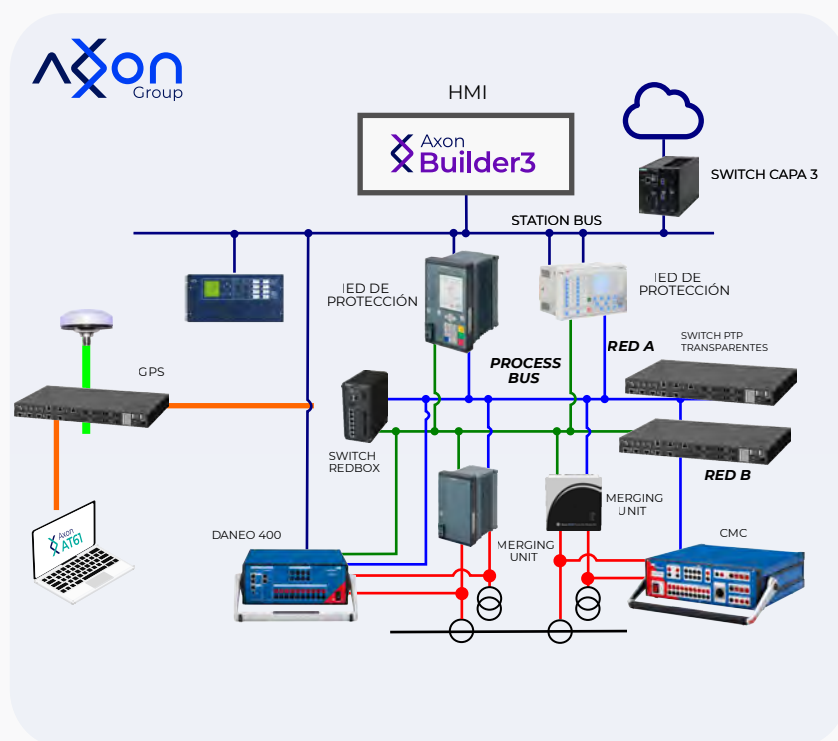 AXon
Group
HMI
Axon
Builder3
SWITCH CAPA 3
STATION BUS
IED DE
PROTECCIÓN
IED DE
PROTECCIÓN
GPS
PROCESS
BUS
RED A
SWITCH PTP
TRANSPARENTES
SWITCH
REDBOX
RED B
Axon
AT61
DANEO 400
MERGING
UNIT
MERGING
UNIT
CMC